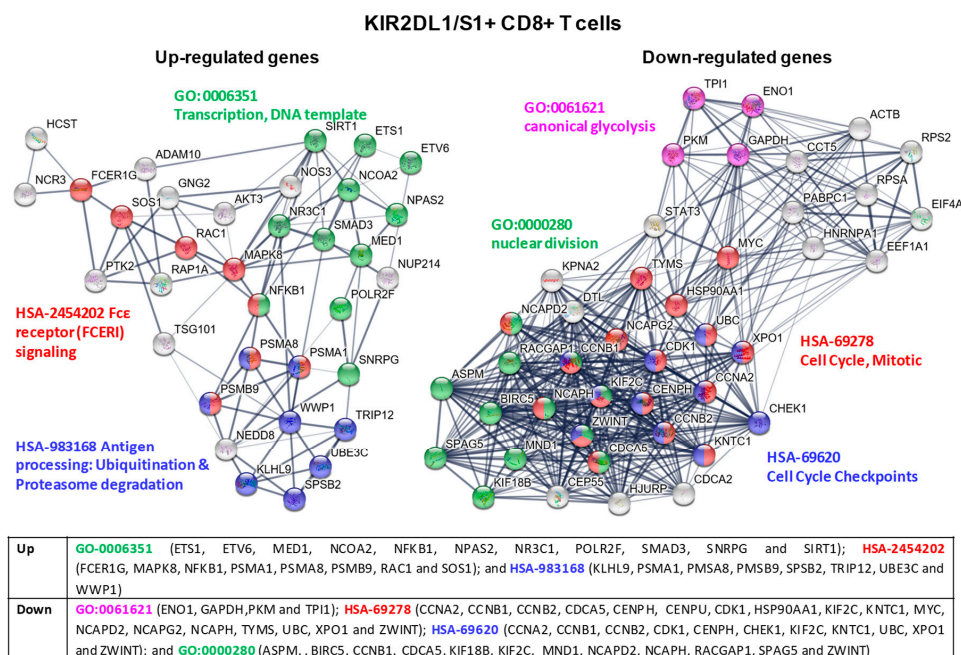 KIR2DL1/S1+ CD8+ T cells
Up-regulated genes
Down-regulated genes
GO:0006351
Transcription, DNA template
HCST
NCR3
FCER1G
ADAM10
SOS1
GNG2
AKT3
NOS3
SIRT1
ETS1
ETV6
NCOA2
NPAS2
NR3C1
SMAD3
MED1
RAC1
MAPK8
PTK2
RAP1A
NUP214
NFKB1
POLR2F
HSA-2454202 Fcε
receptor (FCERI)
signaling
TSG101
PSMA8
PSMA1
SNRPG
PSMB9
WWP1
TRIP12
NEDD8
UBE3C
KLHL9
SPSB2
HSA-983168 Antigen
processing: Ubiquitination &
Proteasome degradation
TPI1
ENO1
GO:0061621
canonical glycolysis
PKM
GAPDH
ACTB
CCT5
RPS2
RPSA
PABPC1
EIF4A
STAT3
HNRNPA1
EEF1A1
GO:0000280
nuclear division
MYC
KPNA2
TYMS
DTL
HSP90AA1
NCAPD2
NCAPG2
UBC
XPO1
HSA-69278
Cell Cycle, Mitotic
RACGAP1
CCNB1
CDK1
ASPM
KIF2C
CENPH
CCNA2
BIRC5
NCAPH
CHEK1
ZWINT
CCNB2
SPAG5
MND1
CDCA5
KNTC1
HSA-69620
Cell Cycle Checkpoints
KIF18B
CEP55
HJURP
CDCA2
Up
GO-0006351 (ETS1, ETV6, MED1, NCOA2, NFKB1, NPAS2, NR3C1, POLR2F, SMAD3, SNRPG and SIRT1); HSA-2454202
(FCER1G, MAPK8, NFKB1, PSMA1, PSMA8, PSMB9, RAC1 and SOS1); and HSA-983168 (KLHL9, PSMA1, PMSA8, PMSB9, SPSB2, TRIP12, UBE3C and
WWP1)
Down
GO:0061621 (ENO1, GAPDH,PKM and TPI1); HSA-69278 (CCNA2, CCNB1, CCNB2, CDCA5, CENPH, CENPU, CDK1, HSP90AA1, KIF2C, KNTC1, MYC,
NCAPD2, NCAPG2, NCAPH, TYMS, UBC, XPO1 and ZWINT); HSA-69620 (CCNA2, CCNB1, CCNB2, CDK1, CENPH, CHEK1, KIF2C, KNTC1, UBC, XPO1
and ZWINT); and GO:0000280 (ASPM, , BIRC5, CCNB1, CDCA5, KIF18B, KIF2C, MND1, NCAPD2, NCAPH, RACGAP1, SPAG5 and ZWINT)